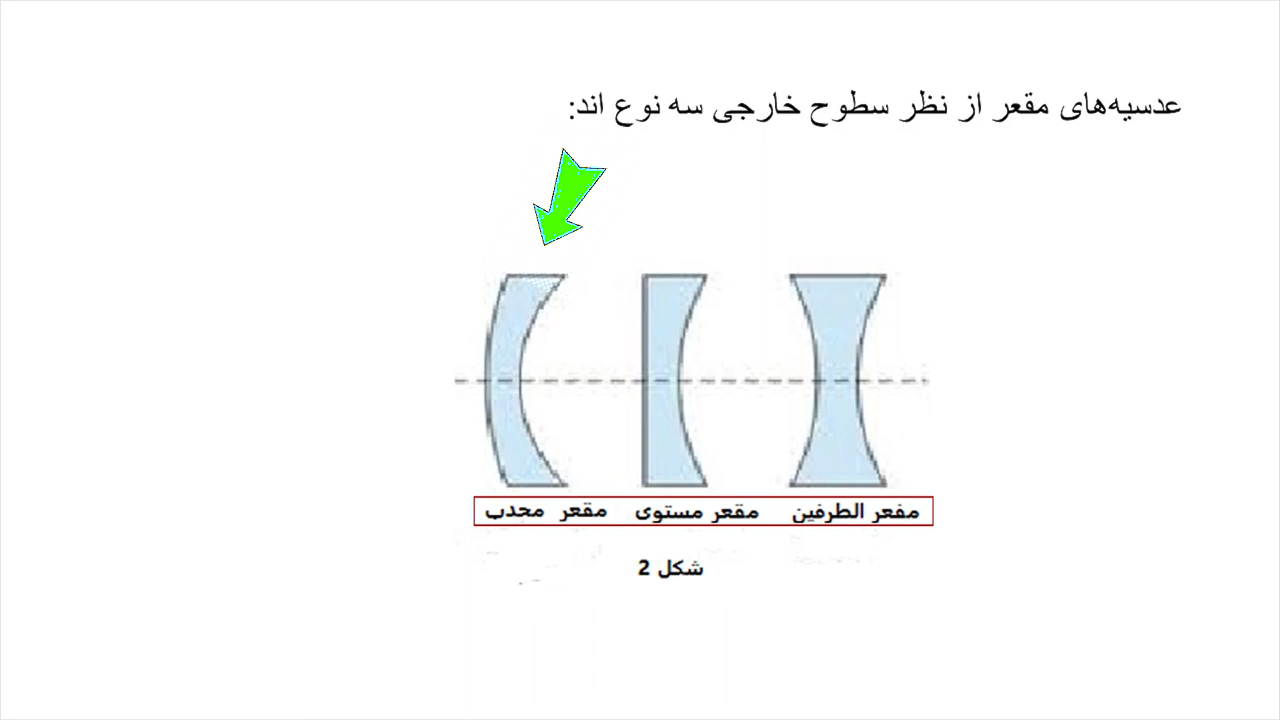 عدسیه‌های مقعر از نظر سطوح خارجی سه نوع اند:
مفعر الطرفین مقعر مستوی مقعر محدب
شکل 2